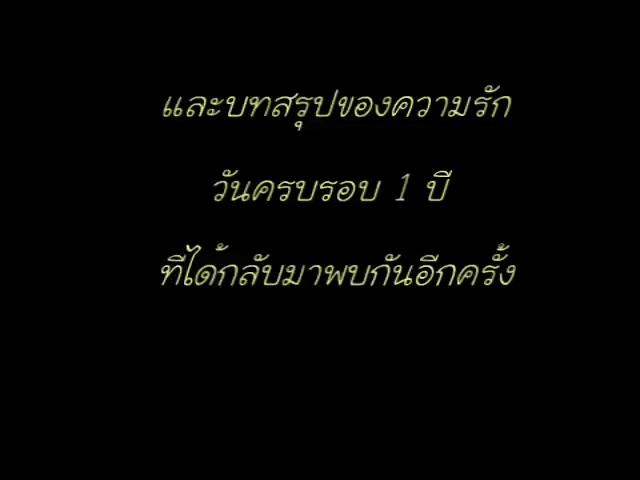 และบทสรุปของความรัก
วันครบรอบ 1 ปี
ที่ได้กลับมาพบกันอีกครั้ง